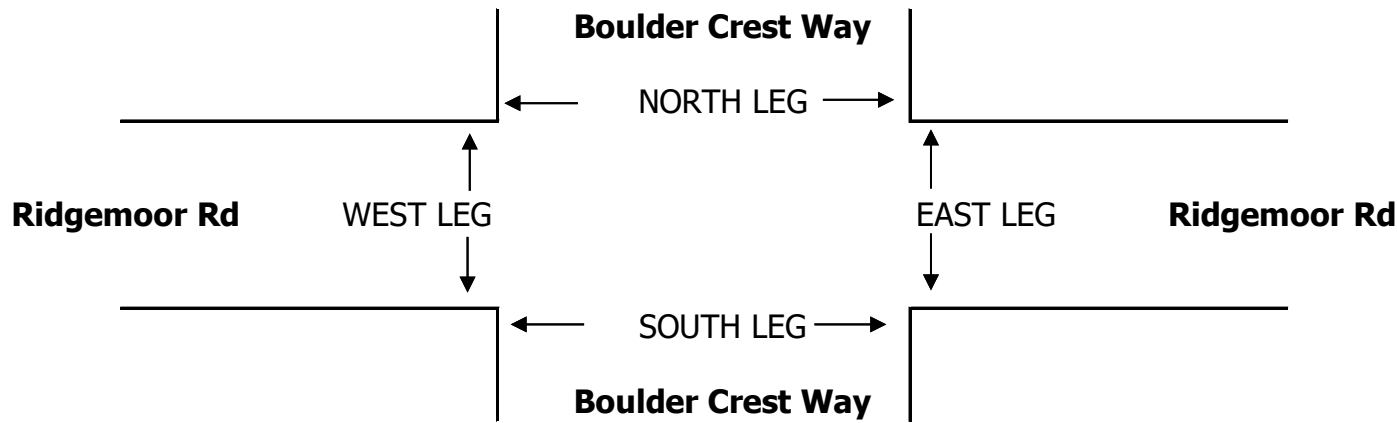 Boulder Crest Way
NORTH LEG
Ridgemoor Rd WEST LEG EAST LEG Ridgemoor Rd
SOUTH LEG
Boulder Crest Way